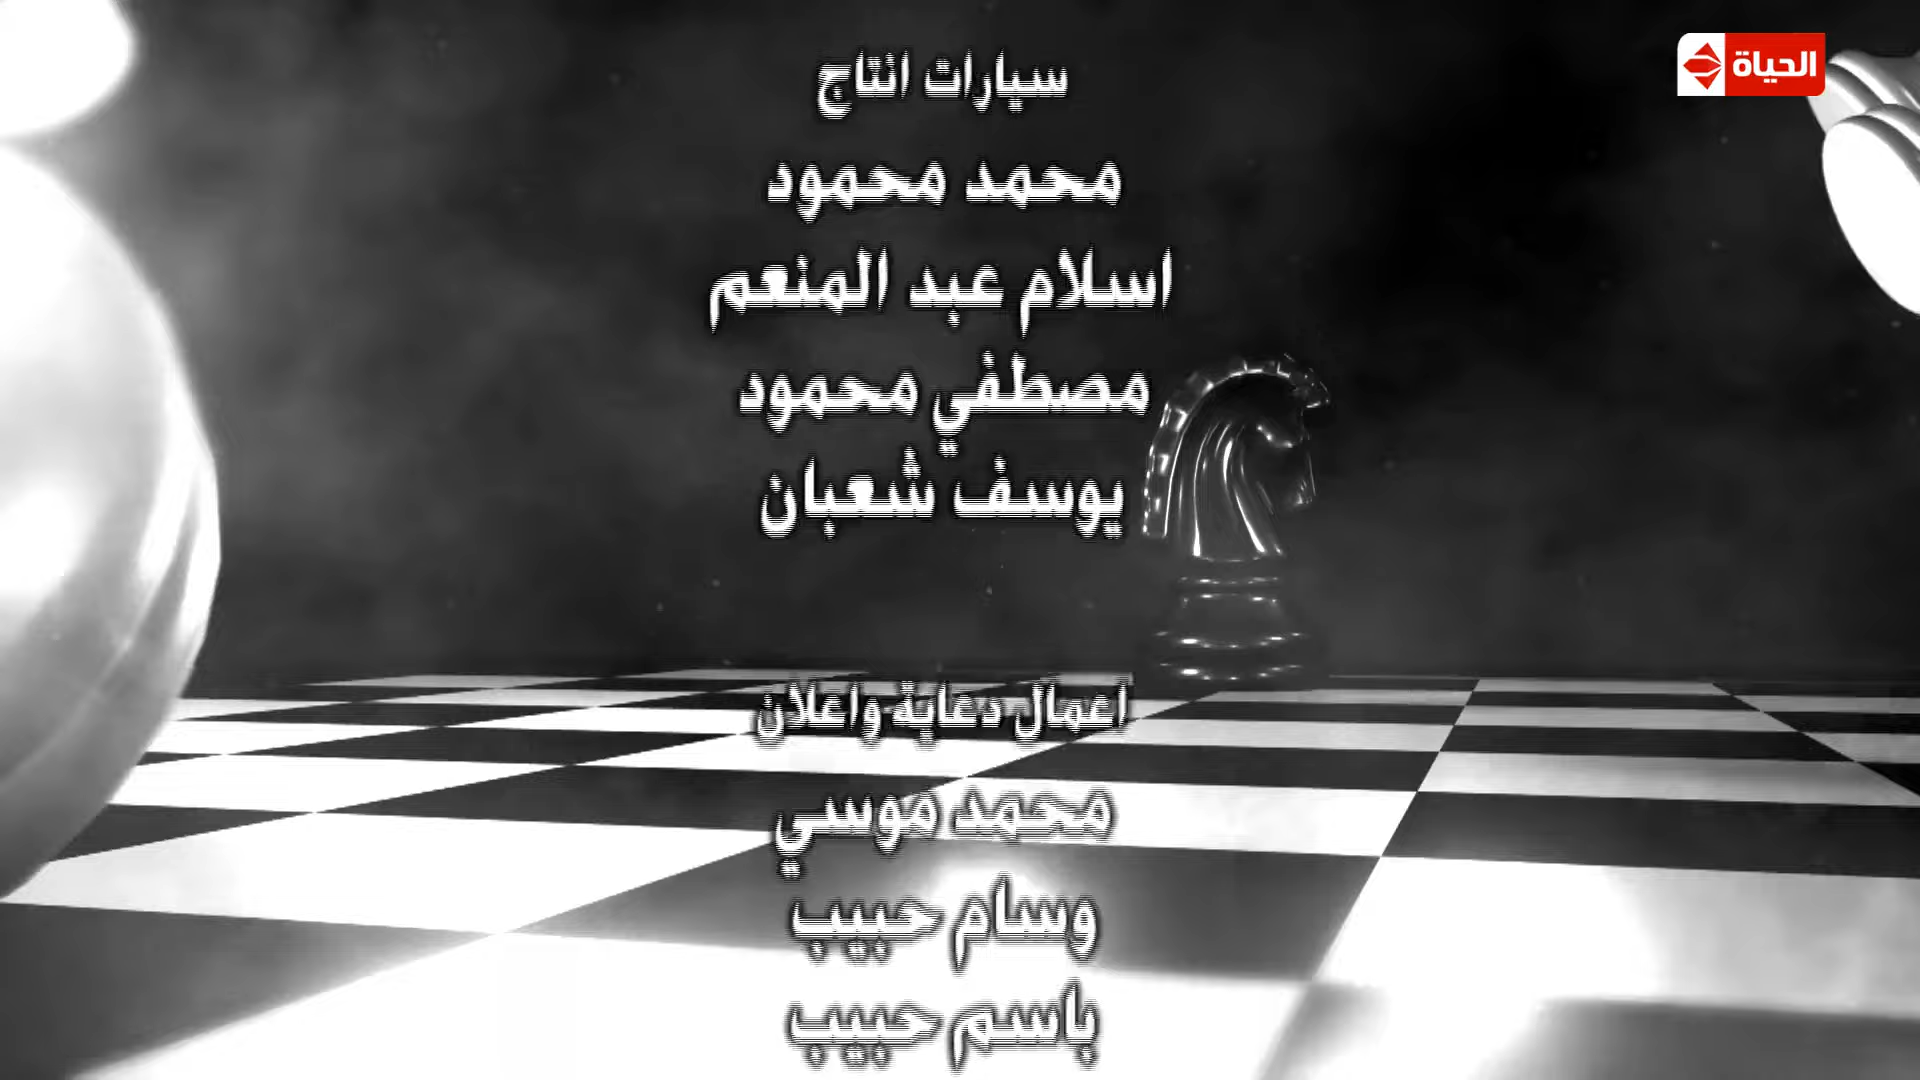 الحياة
سيارات انتاج
محمد محمود
اسلام عبد المنعم
مصطفي محمود
يوسف شعبان
اعمال دعاية واعلان
محمد موسي
وسام حبيب
باسم حبيب